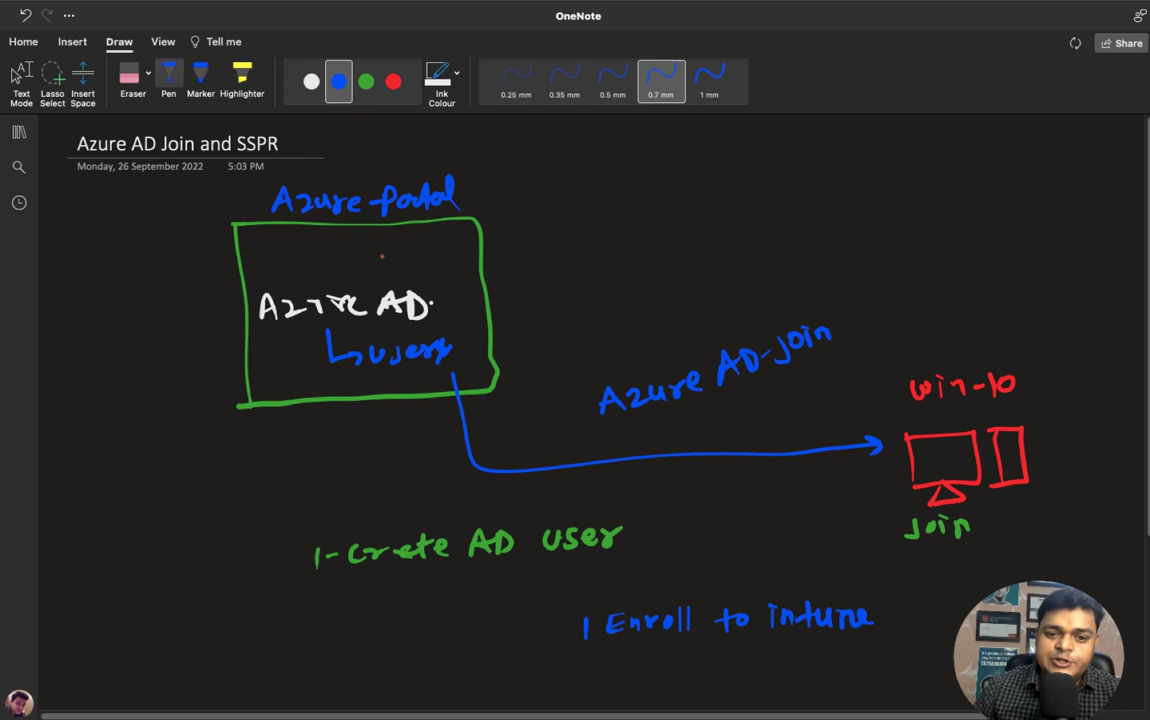 OneNote
Home Insert Draw View Tell me
Share
Text Mode
Lasso Select
Insert Space
Eraser
Pen
Marker
Highlighter
Ink Colour
0.25 mm
0.35 mm
0.5 mm
0.7 mm
1 mm
Azure AD Join and SSPR
Monday, 26 September 2022 5:03 PM
Azure portal
Azure AD
users
Azure AD-join
win-10
Join
1-Crete AD user
1 Enroll to intune